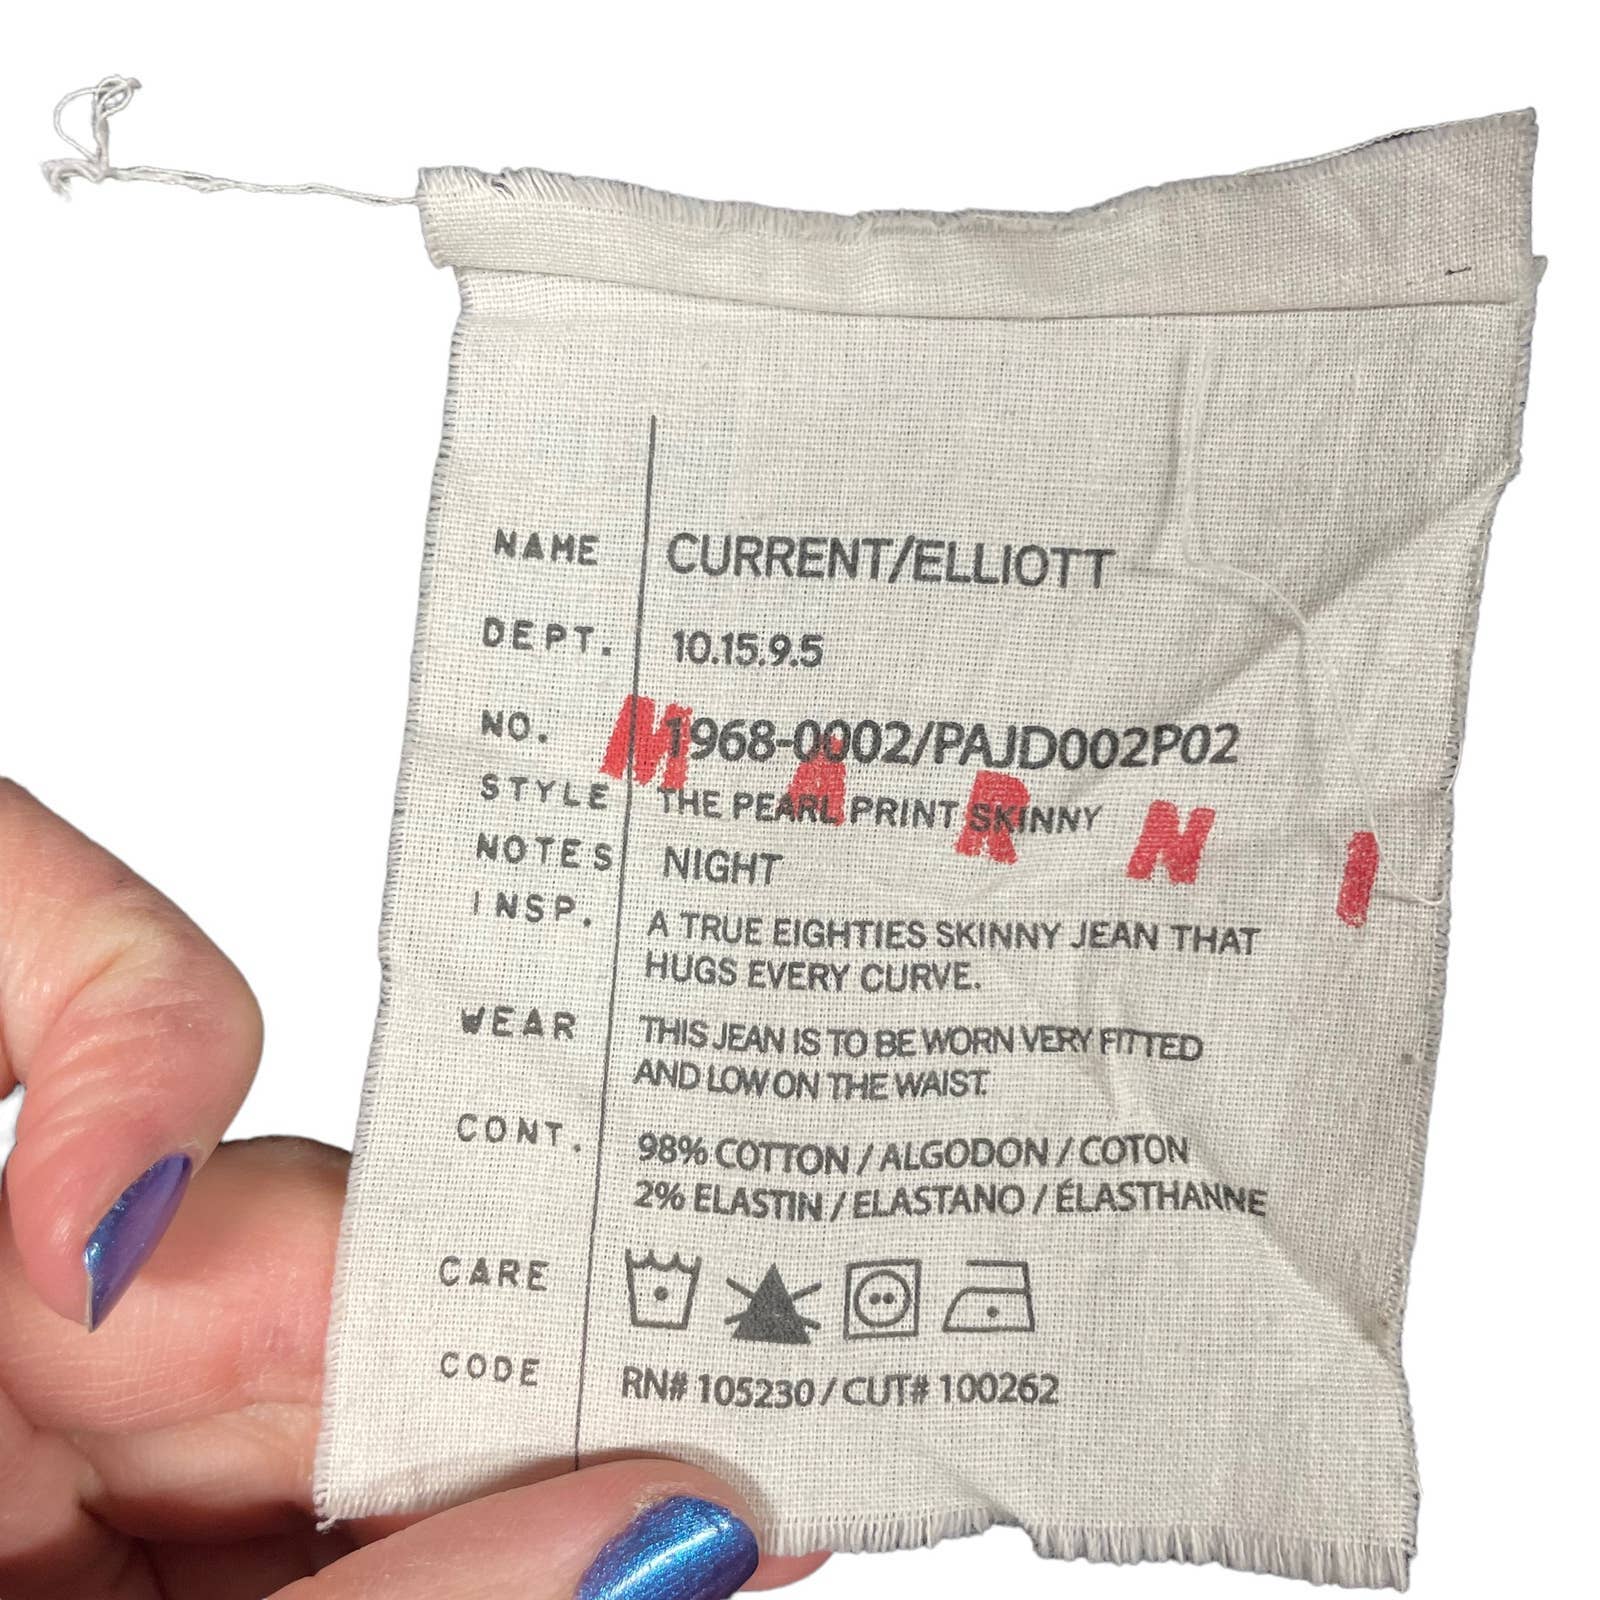 NAME CURRENT/ELLIOTT
DEPT. 10.15.9.5
NO. 1968-0002/PAJD002P02
MARNI
STYLE THE PEARL PRINT SKINNY
NOTES NIGHT
INSP. A TRUE EIGHTIES SKINNY JEAN THAT
HUGS EVERY CURVE.
WEAR THIS JEAN IS TO BE WORN VERY FITTED
AND LOW ON THE WAIST.
CONT. 98% COTTON / ALGODON / COTON
2% ELASTIN / ELASTANO / ÉLASTHANNE
CARE
CODE RN# 105230 / CUT# 100262